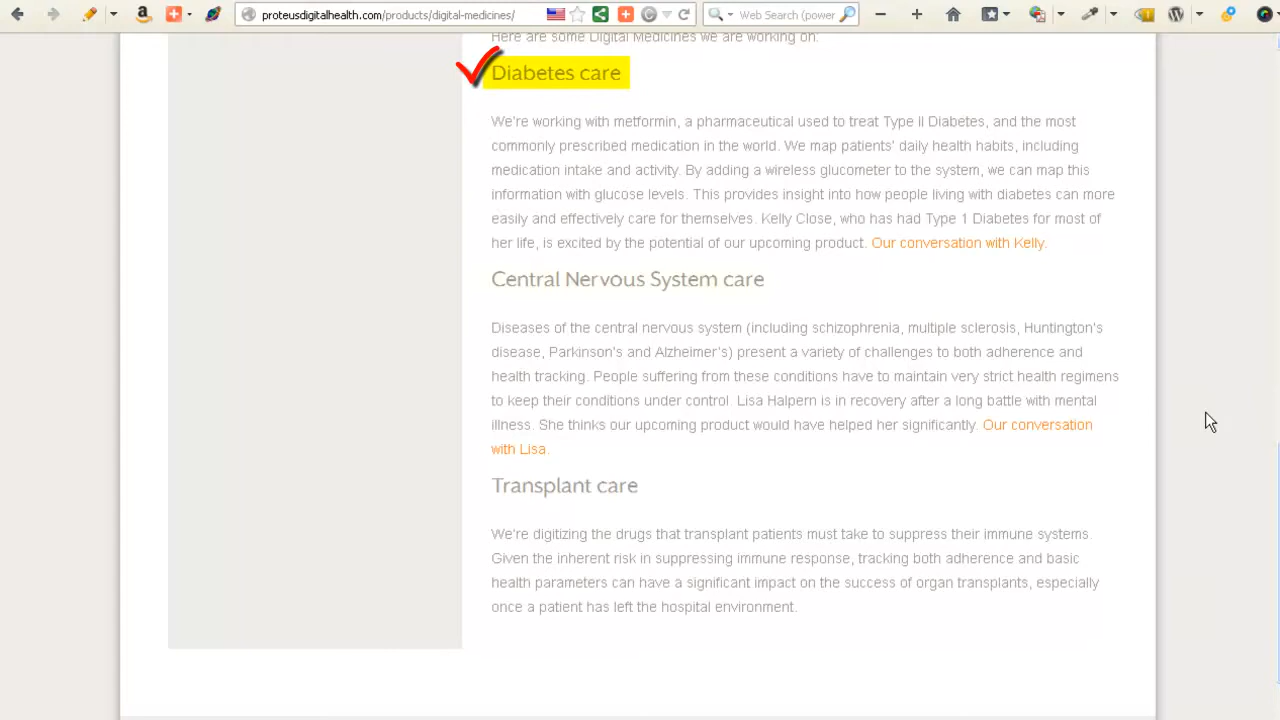 proteusdigitalhealth.com/products/digital-medicines/
Web Search (power
Here are some Digital Medicines we are working on:
Diabetes care
We're working with metformin, a pharmaceutical used to treat Type II Diabetes, and the most
commonly prescribed medication in the world. We map patients' daily health habits, including
medication intake and activity. By adding a wireless glucometer to the system, we can map this
information with glucose levels. This provides insight into how people living with diabetes can more
easily and effectively care for themselves. Kelly Close, who has had Type 1 Diabetes for most of
her life, is excited by the potential of our upcoming product. Our conversation with Kelly.
Central Nervous System care
Diseases of the central nervous system (including schizophrenia, multiple sclerosis, Huntington's
disease, Parkinson's and Alzheimer's) present a variety of challenges to both adherence and
health tracking. People suffering from these conditions have to maintain very strict health regimens
to keep their conditions under control. Lisa Halpern is in recovery after a long battle with mental
illness. She thinks our upcoming product would have helped her significantly. Our conversation
with Lisa.
Transplant care
We're digitizing the drugs that transplant patients must take to suppress their immune systems.
Given the inherent risk in suppressing immune response, tracking both adherence and basic
health parameters can have a significant impact on the success of organ transplants, especially
once a patient has left the hospital environment.